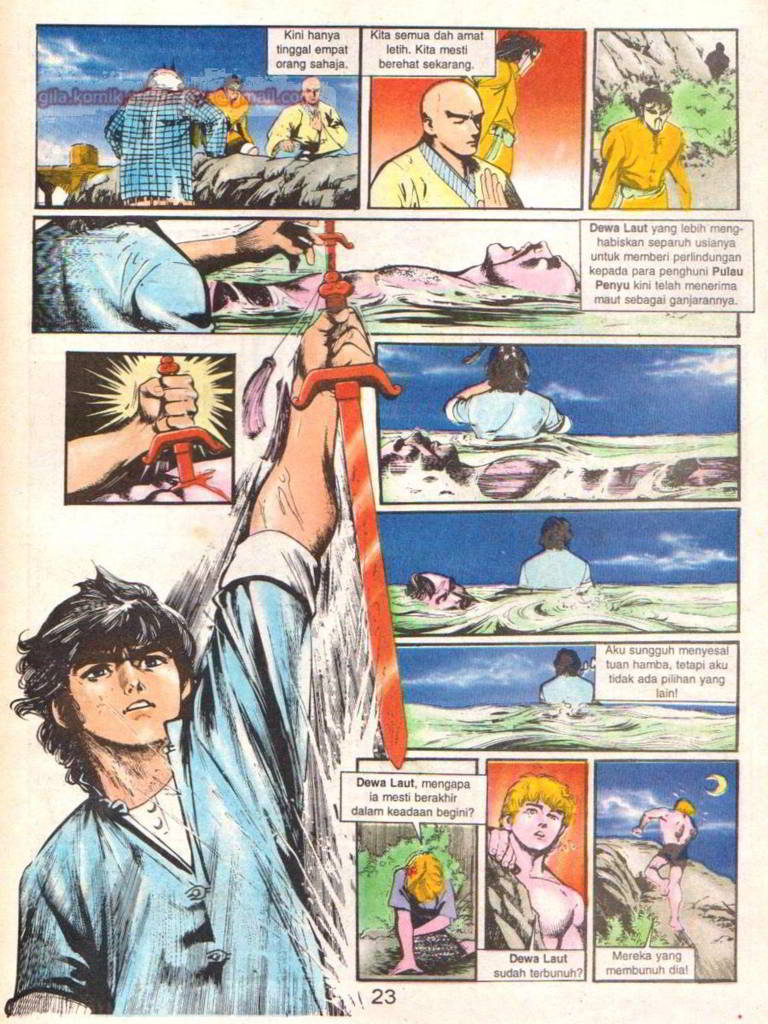 Kini hanya
tinggal empat
orang sahaja.
Kita semua dah amat
letih. Kita mesti
berehat sekarang.
Dewa Laut yang lebih meng-
habiskan separuh usianya
untuk memberi perlindungan
kepada para penghuni Pulau
Penyu kini telah menerima
maut sebagai ganjarannya.
Aku sungguh menyesal
tuan hamba, tetapi aku
tidak ada pilihan yang
lain!
Dewa Laut, mengapa
ia mesti berakhir
dalam keadaan begini?
Dewa Laut
sudah terbunuh?
Mereka yang
membunuh dia!
23